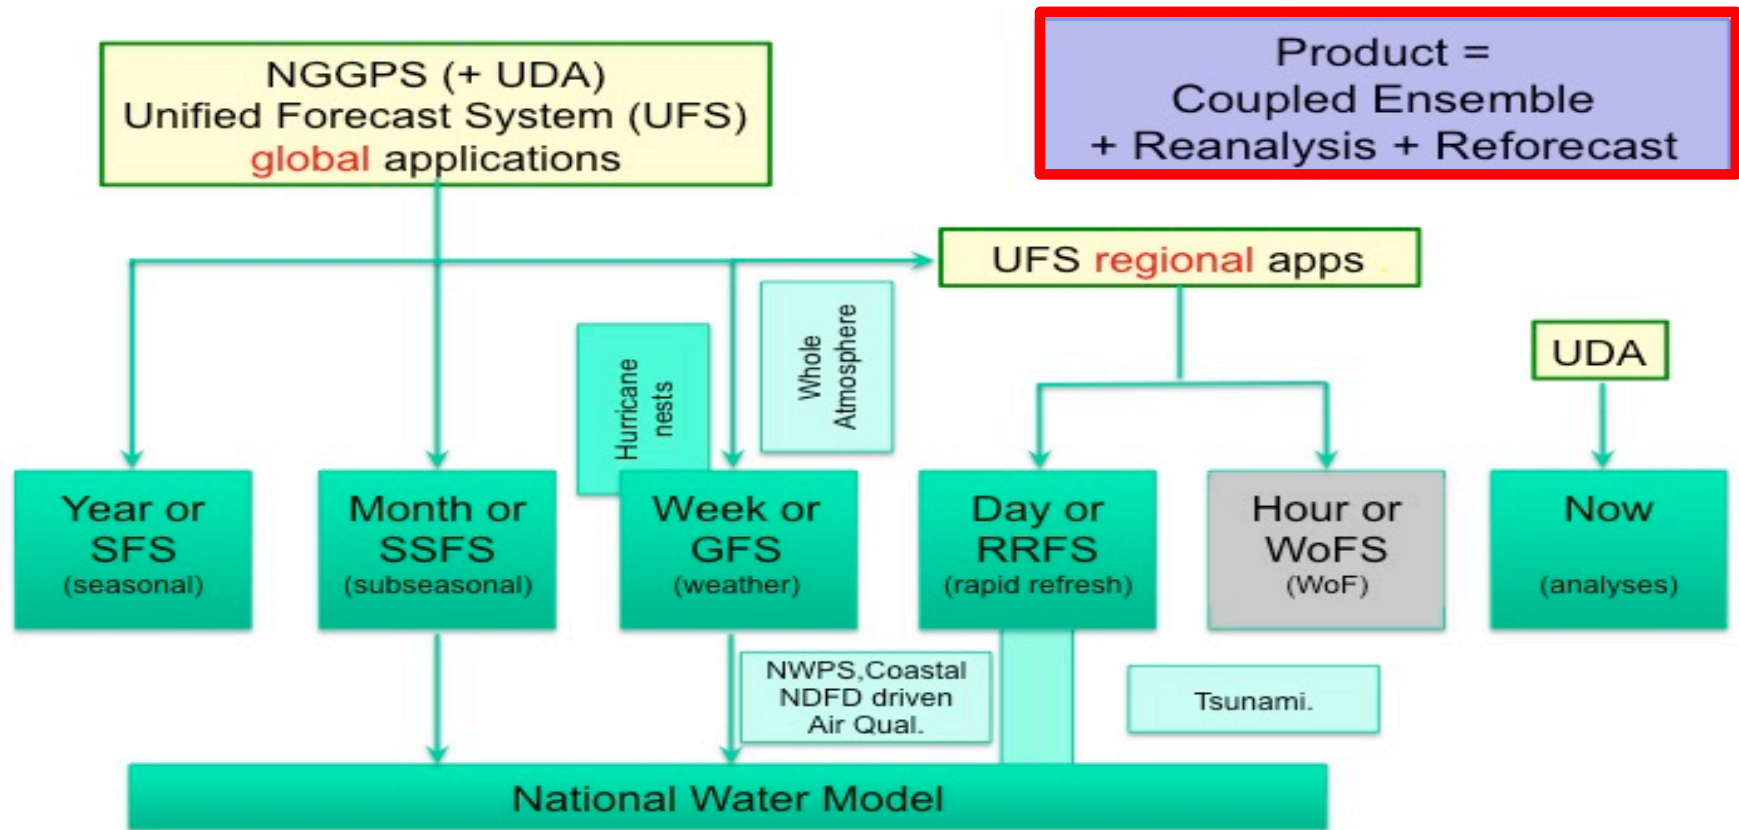 NGGPS (+ UDA)
Unified Forecast System (UFS)
global applications
Product =
Coupled Ensemble
+ Reanalysis + Reforecast
UFS regional apps .
Hurricane
nests
Whole
Atmosphere
UDA
Year or
SFS
(seasonal)
Month or
SSFS
(subseasonal)
Week or
GFS
(weather)
Day or
RRFS
(rapid refresh)
Hour or
WoFS
(WoF)
Now
(analyses)
NWPS,Coastal
NDFD driven
Air Qual.
Tsunami.
National Water Model